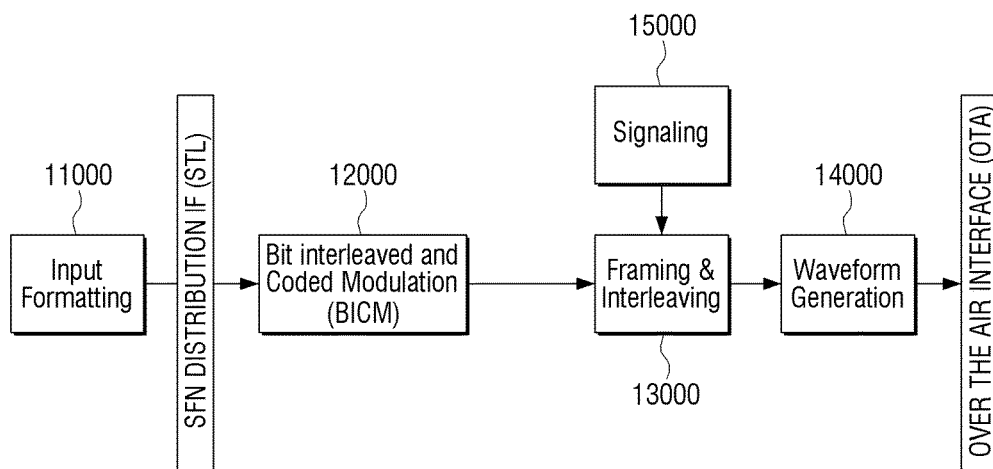 15000
Signaling
11000
Input
Formatting
SFN DISTRIBUTION IF (STL)
12000
Bit interleaved and
Coded Modulation
(BICM)
Framing &
Interleaving
13000
14000
Waveform
Generation
OVER THE AIR INTERFACE (OTA)